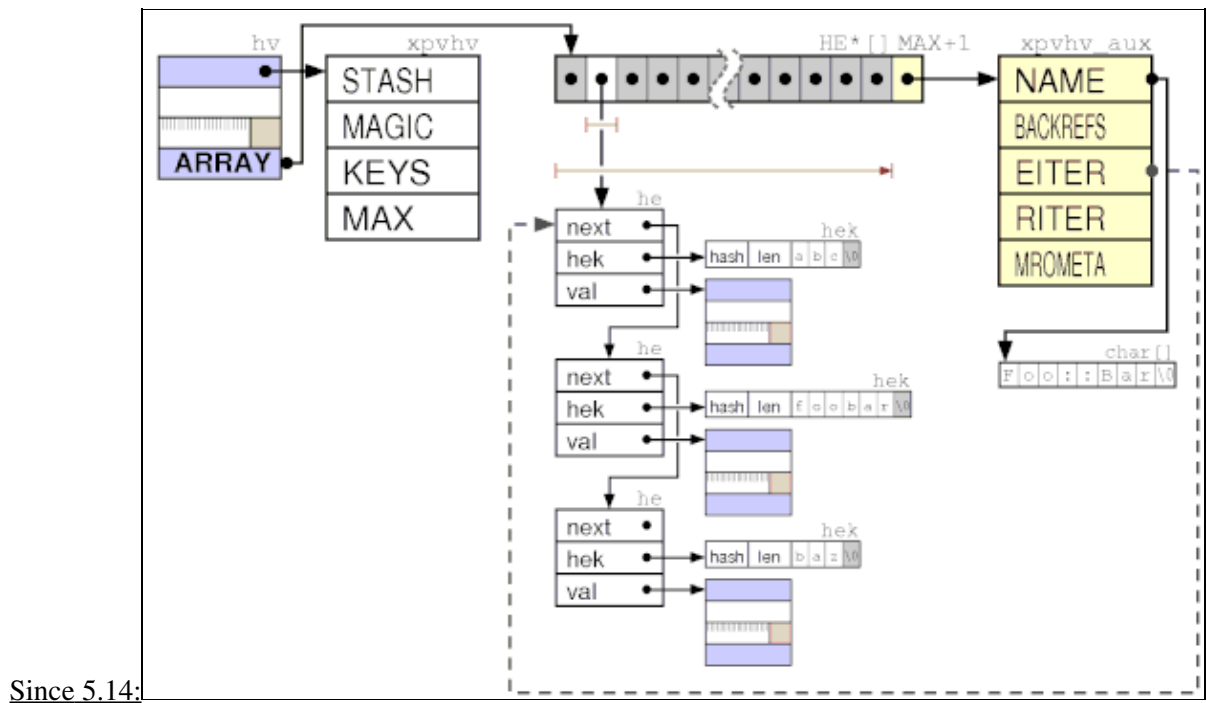 hv
xpvhv
HE*[] MAX+1
xpvhv_aux
STASH
MAGIC
KEYS
MAX
ARRAY
NAME
BACKREFS
EITER
RITER
MROMETA
he
next
hek
val
hek
hash len a b c \0
he
next
hek
val
hek
hash len f o o b a r \0
he
next
hek
val
hek
hash len b a z \0
char[]
F o o : : B a r \0
Since 5.14: